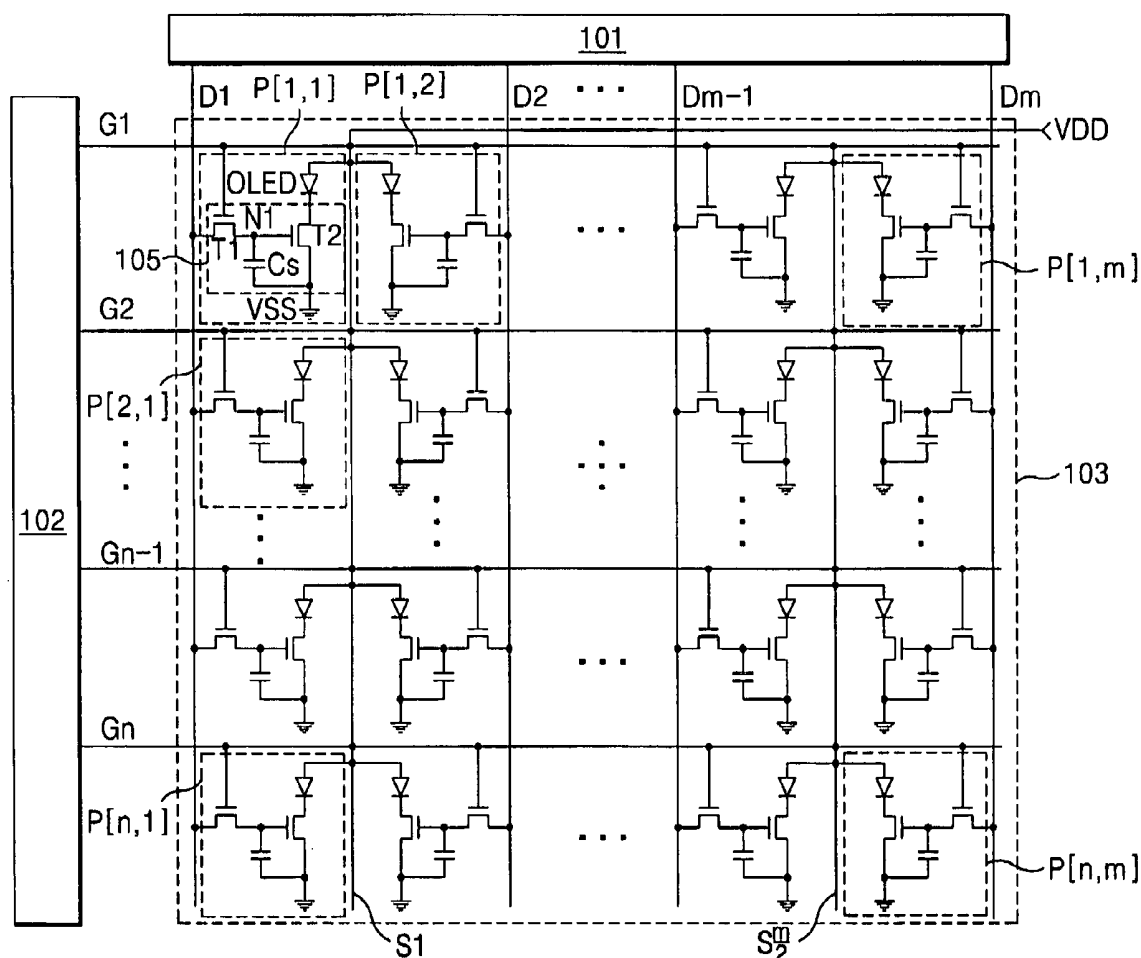 101
P[1,1]
P[1,2]
D1
D2
Dm-1
Dm
G1
VDD
OLED
N1
T1
T2
Cs
105
VSS
P[1,m]
G2
P[2,1]
103
102
Gn-1
Gn
P[n,1]
P[n,m]
S1
S m/2